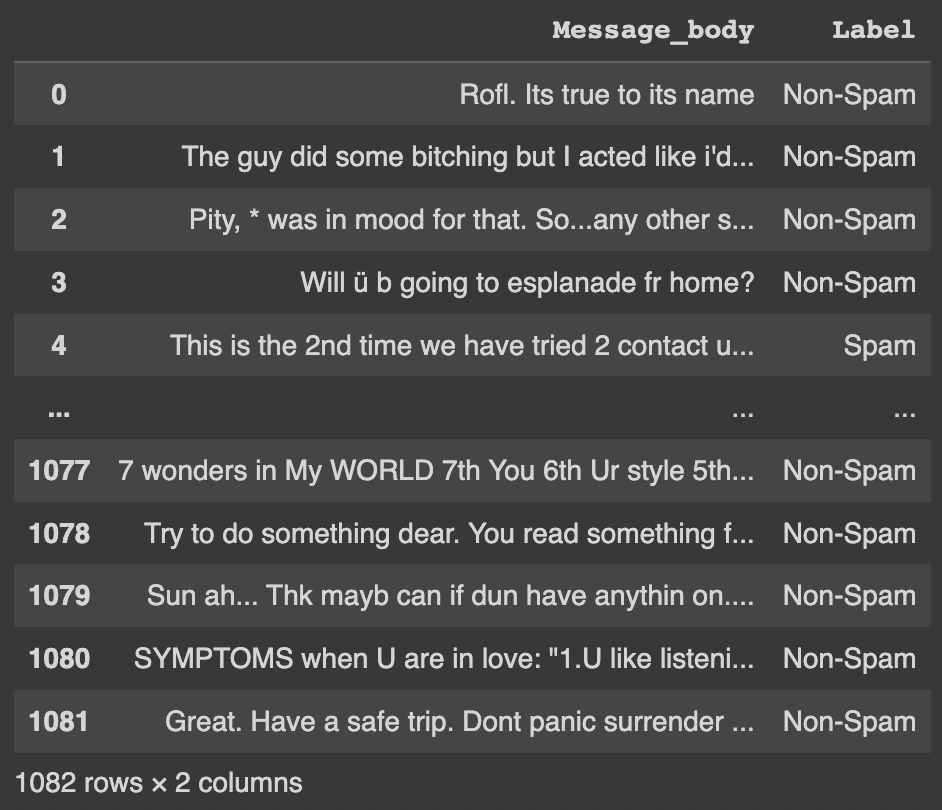 Message_body Label
0 Rofl. Its true to its name Non-Spam
1 The guy did some bitching but I acted like i'd... Non-Spam
2 Pity, * was in mood for that. So...any other s... Non-Spam
3 Will ü b going to esplanade fr home? Non-Spam
4 This is the 2nd time we have tried 2 contact u... Spam
... ... ...
1077 7 wonders in My WORLD 7th You 6th Ur style 5th... Non-Spam
1078 Try to do something dear. You read something f... Non-Spam
1079 Sun ah... Thk mayb can if dun have anythin on.... Non-Spam
1080 SYMPTOMS when U are in love: "1.U like listeni... Non-Spam
1081 Great. Have a safe trip. Dont panic surrender ... Non-Spam
1082 rows × 2 columns